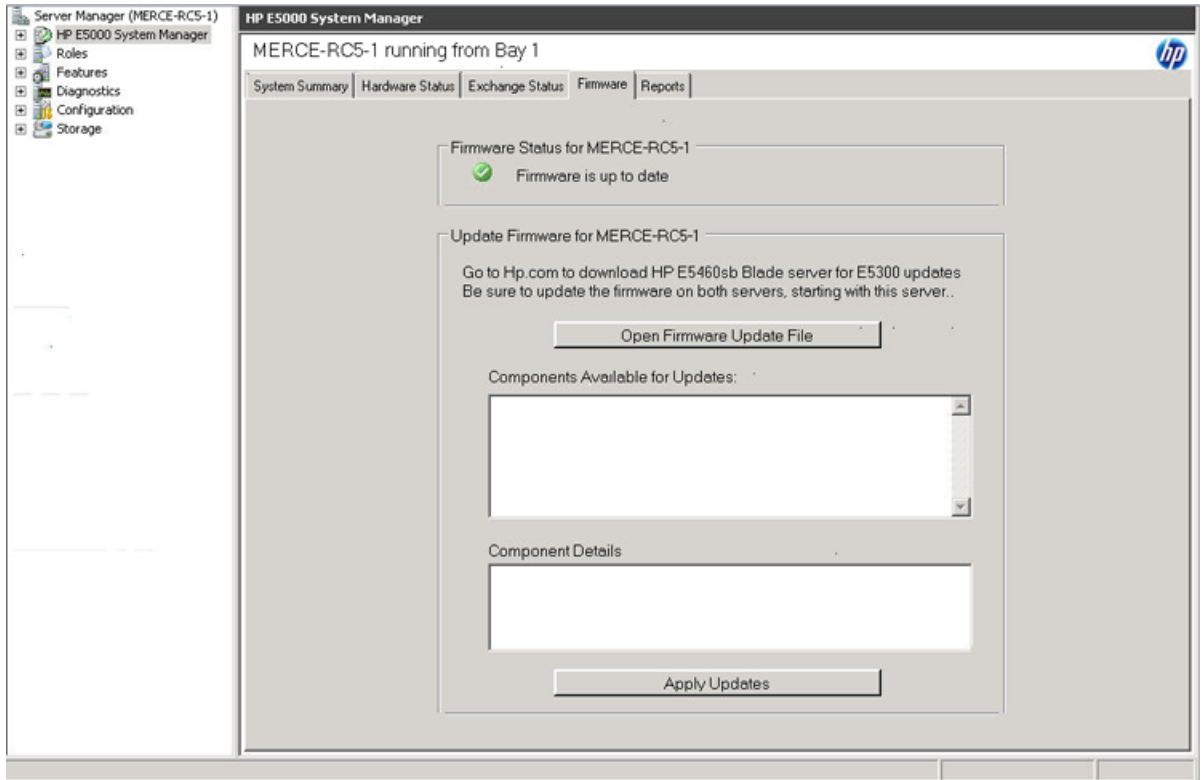 Server Manager (MERCE-RC5-1)
HP E5000 System Manager
Roles
Features
Diagnostics
Configuration
Storage
HP E5000 System Manager
MERCE-RC5-1 running from Bay 1
hp
System Summary
Hardware Status
Exchange Status
Firmware
Reports
Firmware Status for MERCE-RC5-1
Firmware is up to date
Update Firmware for MERCE-RC5-1
Go to Hp.com to download HP E5460sb Blade server for E5300 updates
Be sure to update the firmware on both servers, starting with this server..
Open Firmware Update File
Components Available for Updates:
Component Details
Apply Updates